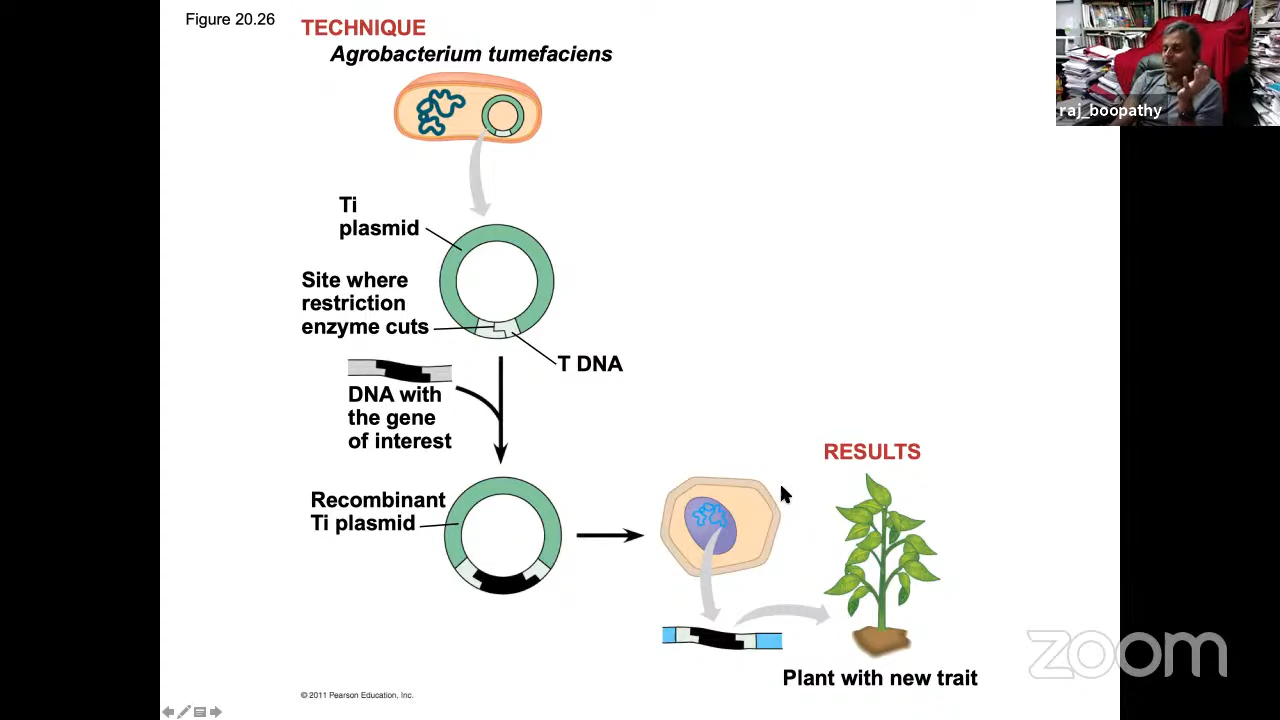 Figure 20.26
TECHNIQUE
Agrobacterium tumefaciens
raj_boopathy
Ti
plasmid
Site where
restriction
enzyme cuts
T DNA
DNA with
the gene
of interest
RESULTS
Recombinant
Ti plasmid
zoom
Plant with new trait
© 2011 Pearson Education, Inc.